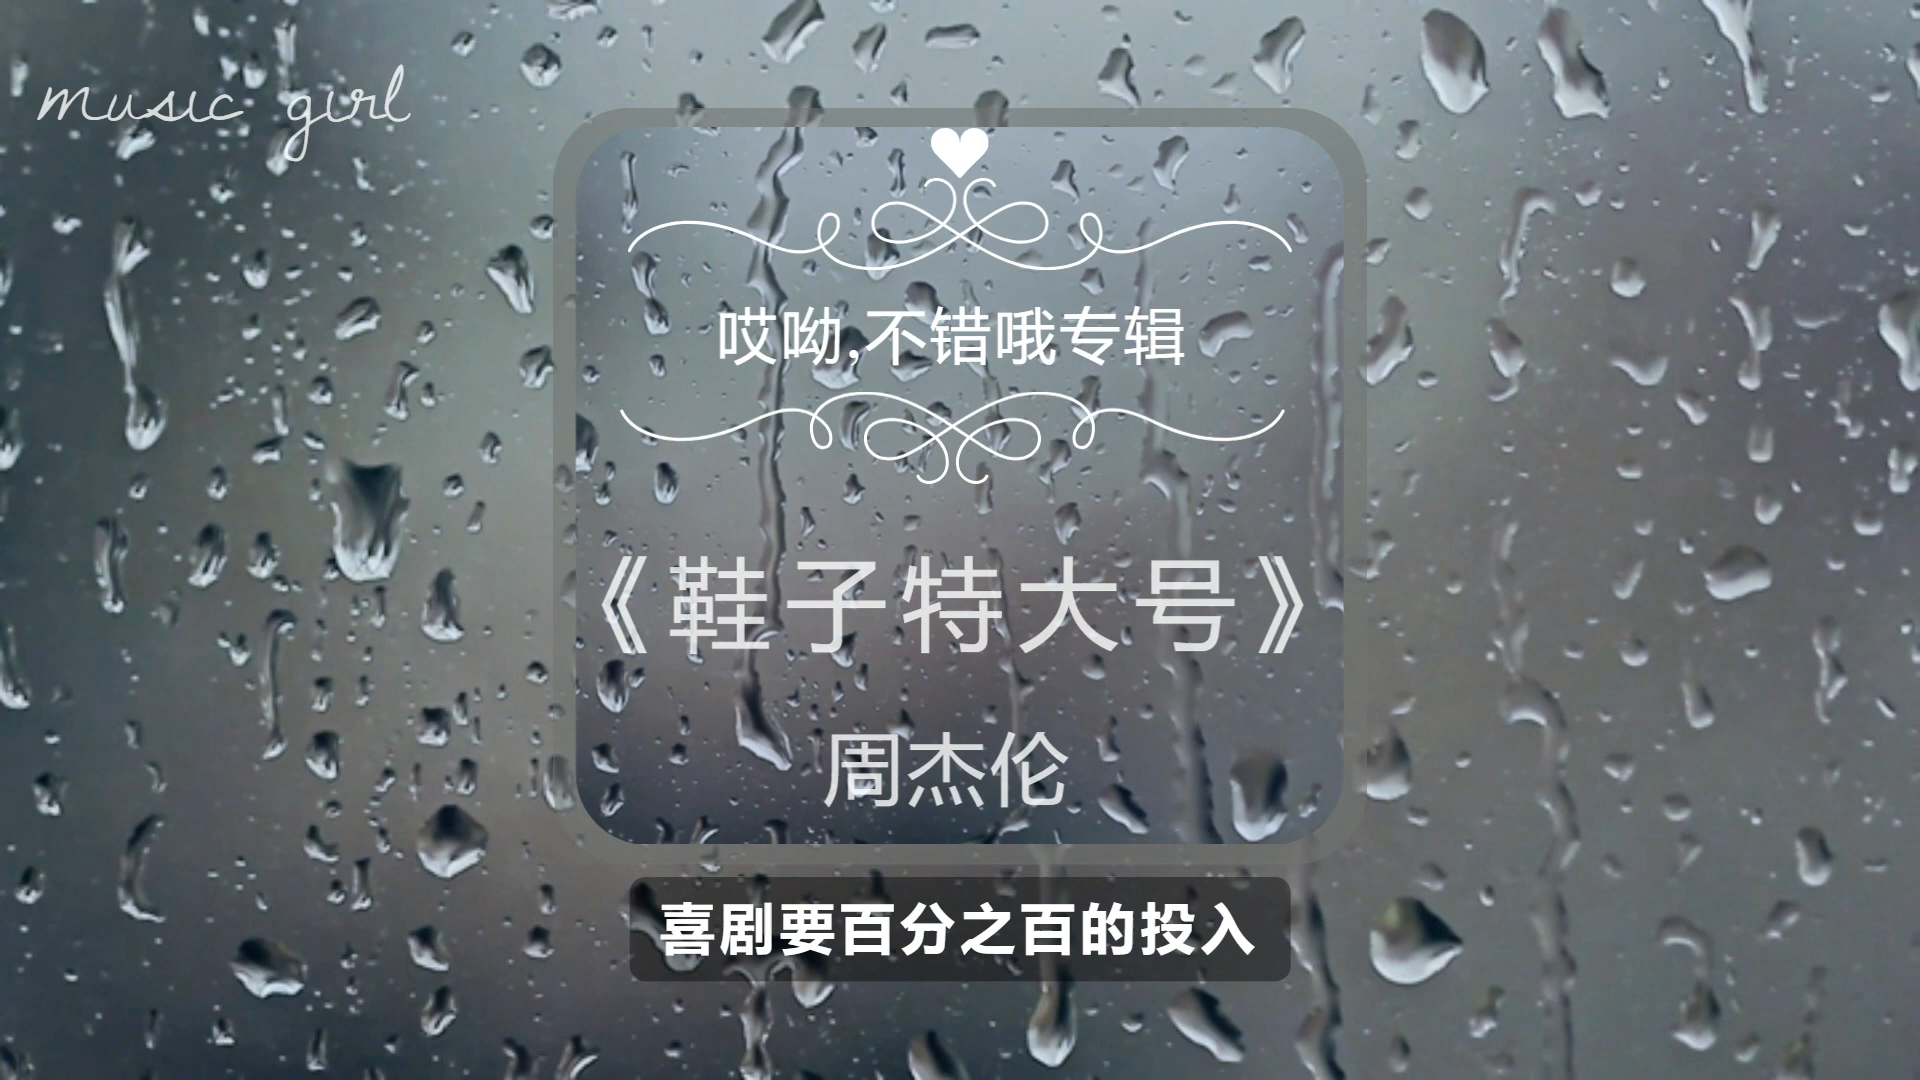 music girl
哎呦,不错哦专辑
《鞋子特大号》
周杰伦
喜剧要百分之百的投入